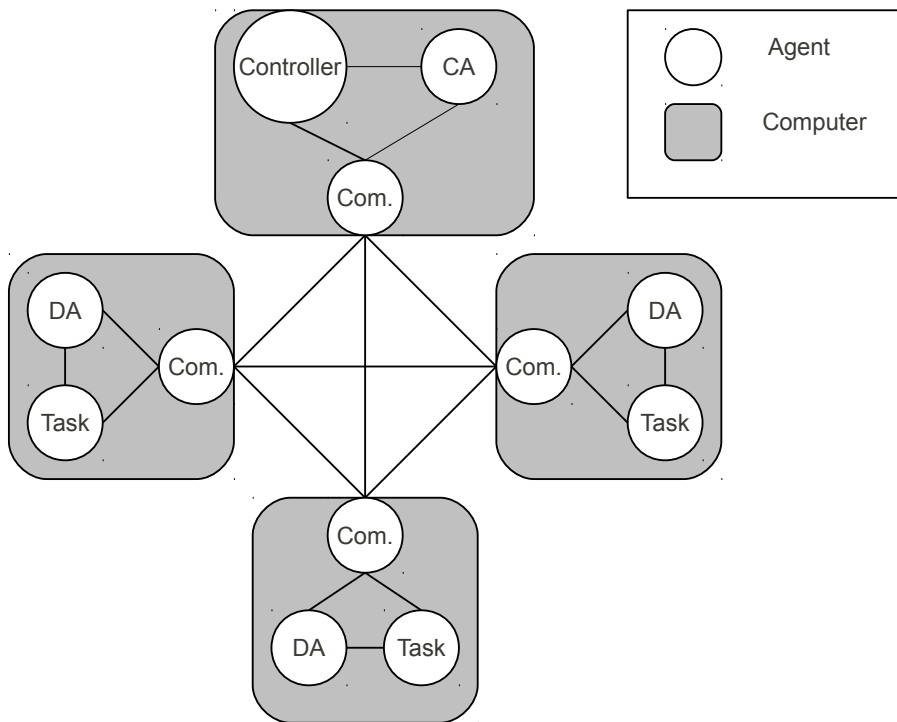 Controller
CA
Com.
Agent
Computer
DA
Com.
Task
Com.
DA
Task
Com.
DA
Task